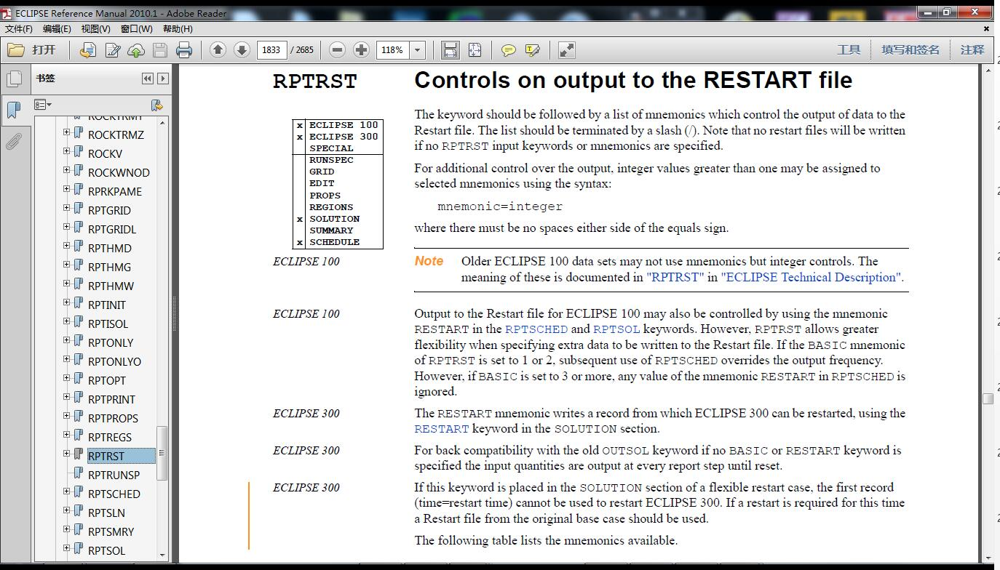 ECLIPSE Reference Manual 2010.1 - Adobe Reader
文件(F) 编辑(E) 视图(V) 窗口(W) 帮助(H)
打开 1833 / 2685 118% 工具 填写和签名 注释
书签
ROCKTRMY
ROCKTRMZ
ROCKV
ROCKWNOD
RPRKPAME
RPTGRID
RPTGRIDL
RPTHMD
RPTHMG
RPTHMW
RPTINIT
RPTISOL
RPTONLY
RPTONLYO
RPTOPT
RPTPRINT
RPTPROPS
RPTREGS
RPTRST
RPTRUNSP
RPTSCHED
RPTSLN
RPTSMRY
RPTSOL
RPTRST Controls on output to the RESTART file
x ECLIPSE 100
x ECLIPSE 300
SPECIAL
RUNSPEC
GRID
EDIT
PROPS
REGIONS
x SOLUTION
SUMMARY
x SCHEDULE
The keyword should be followed by a list of mnemonics which control the output of data to the
Restart file. The list should be terminated by a slash (/). Note that no restart files will be written
if no RPTRST input keywords or mnemonics are specified.
For additional control over the output, integer values greater than one may be assigned to
selected mnemonics using the syntax:
mnemonic=integer
where there must be no spaces either side of the equals sign.
ECLIPSE 100
Note Older ECLIPSE 100 data sets may not use mnemonics but integer controls. The
meaning of these is documented in "RPTRST" in "ECLIPSE Technical Description".
ECLIPSE 100
Output to the Restart file for ECLIPSE 100 may also be controlled by using the mnemonic
RESTART in the RPTSCHED and RPTSOL keywords. However, RPTRST allows greater
flexibility when specifying extra data to be written to the Restart file. If the BASIC mnemonic
of RPTRST is set to 1 or 2, subsequent use of RPTSCHED overrides the output frequency.
However, if BASIC is set to 3 or more, any value of the mnemonic RESTART in RPTSCHED is
ignored.
ECLIPSE 300
The RESTART mnemonic writes a record from which ECLIPSE 300 can be restarted, using the
RESTART keyword in the SOLUTION section.
ECLIPSE 300
For back compatibility with the old OUTSOL keyword if no BASIC or RESTART keyword is
specified the input quantities are output at every report step until reset.
ECLIPSE 300
If this keyword is placed in the SOLUTION section of a flexible restart case, the first record
(time=restart time) cannot be used to restart ECLIPSE 300. If a restart is required for this time
a Restart file from the original base case should be used.
The following table lists the mnemonics available.